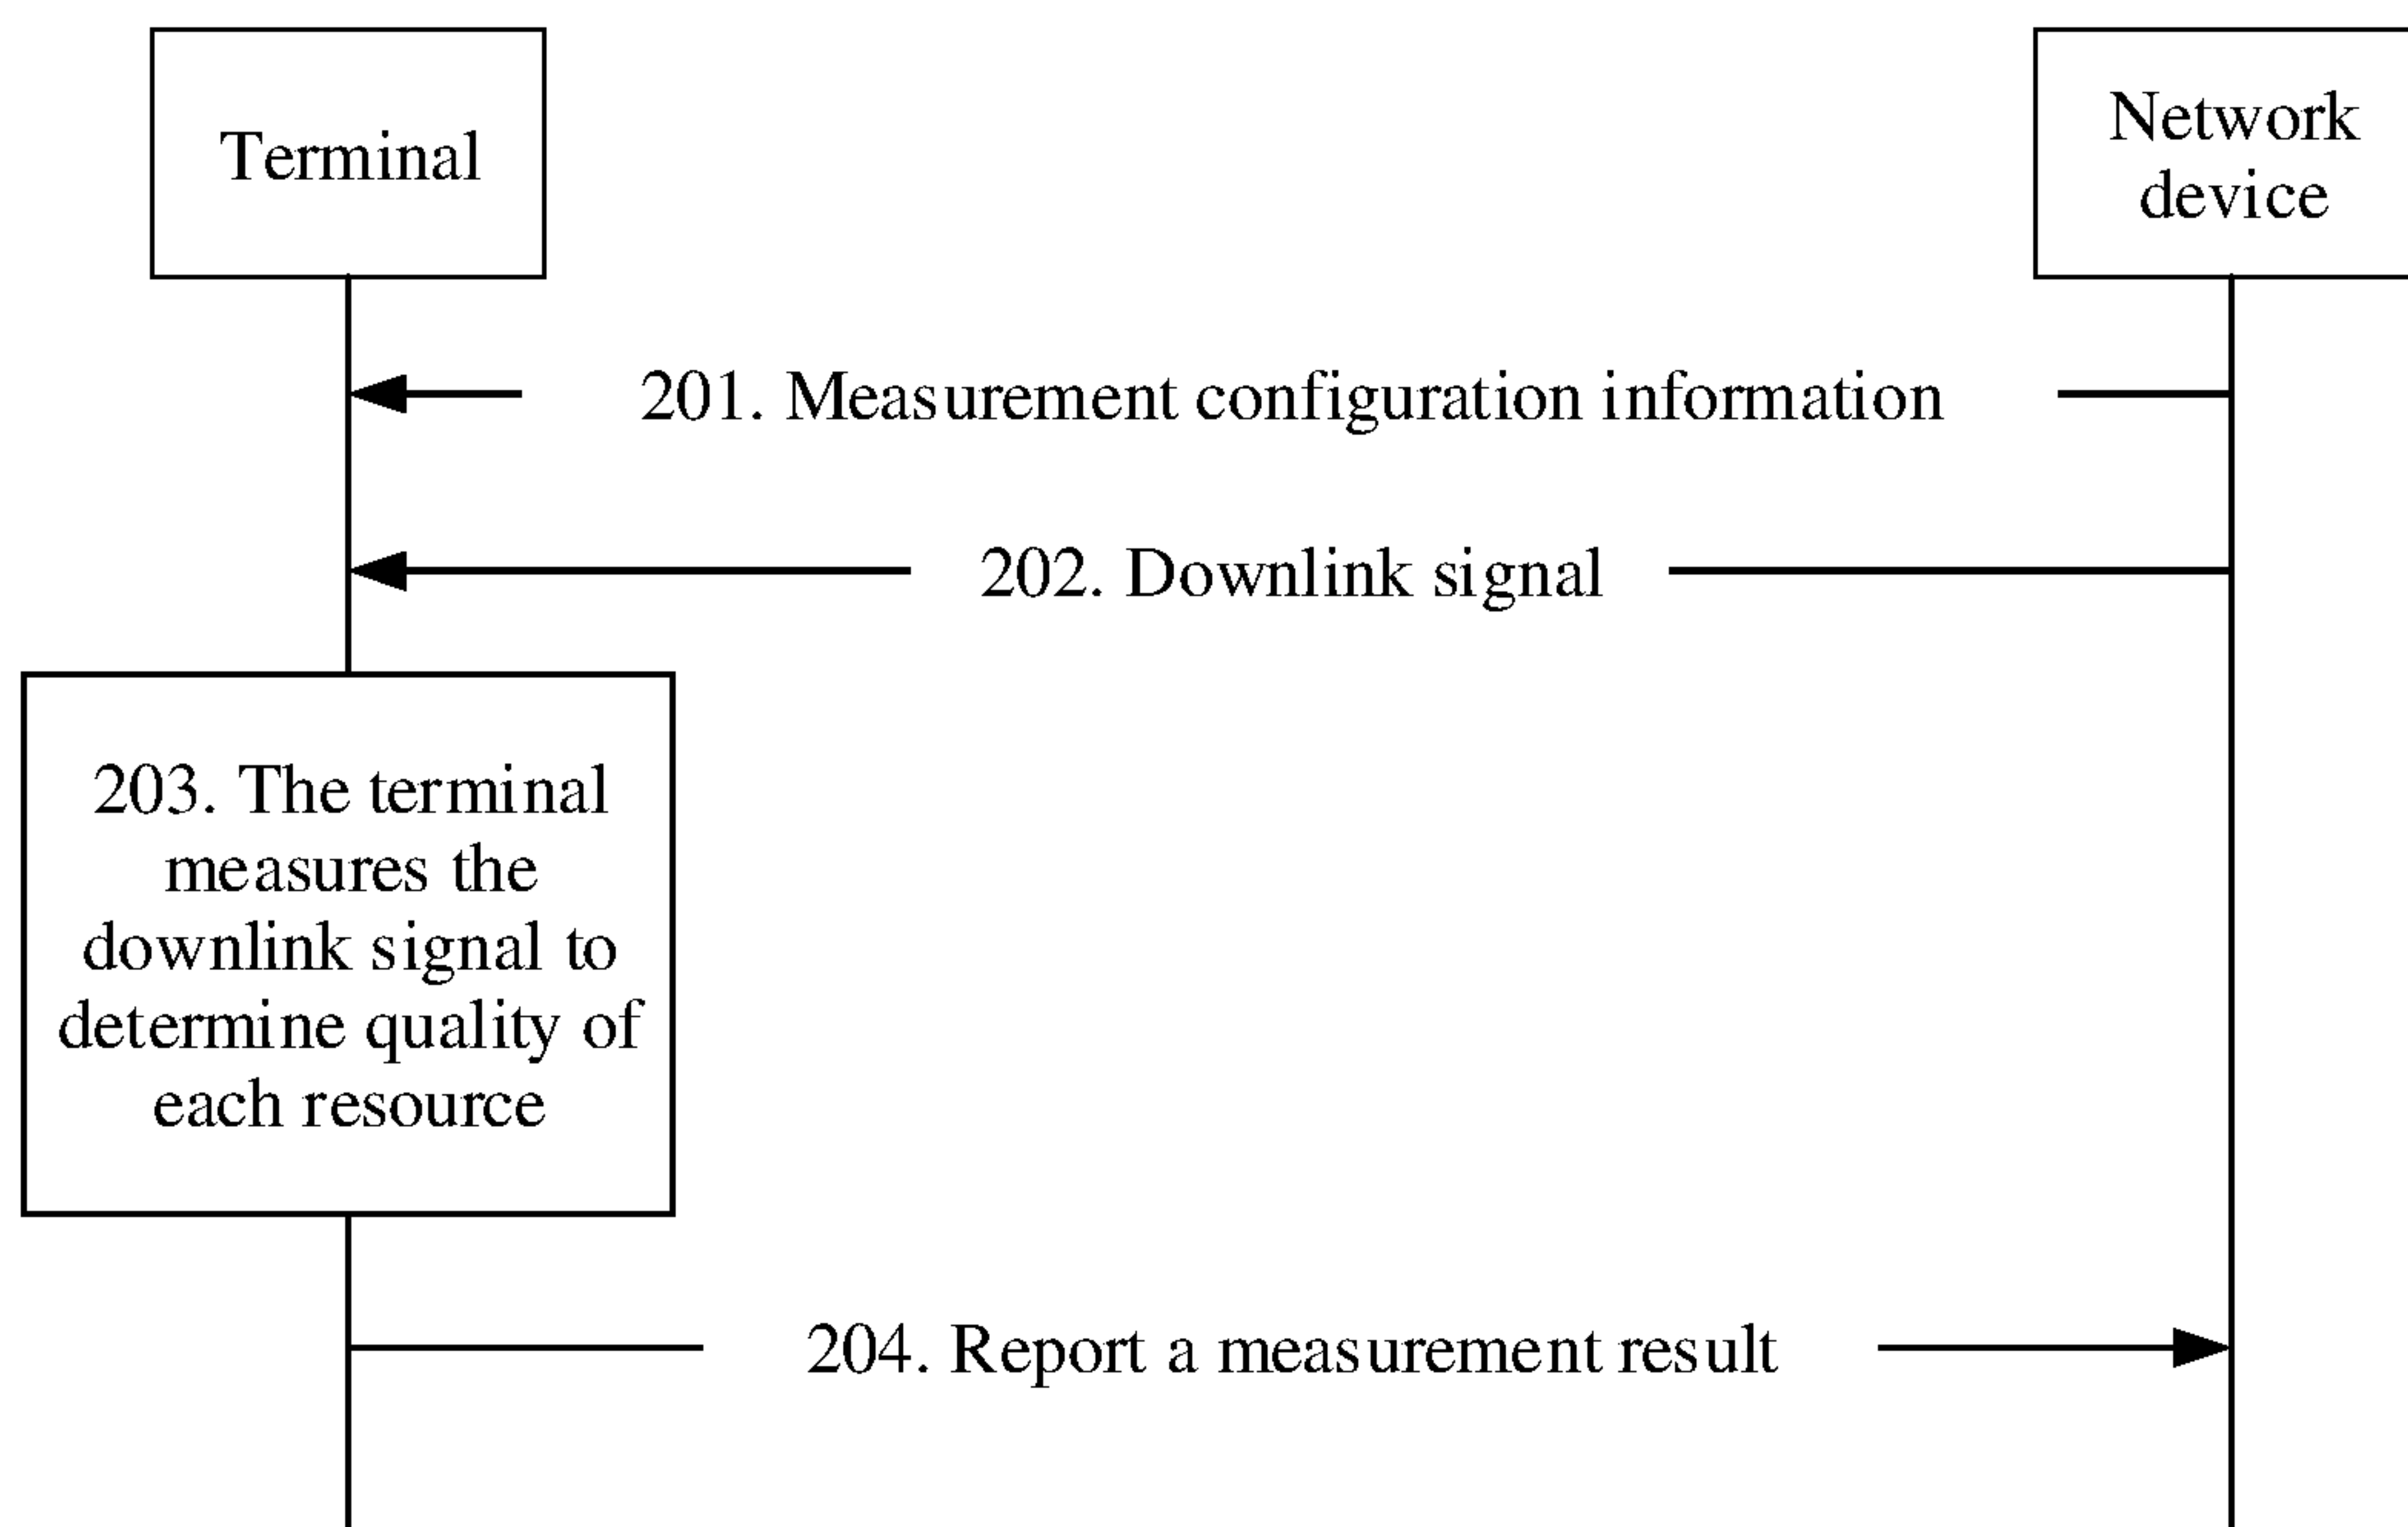 Terminal
Network
device
201. Measurement configuration information
202. Downlink signal
203. The terminal
measures the
downlink signal to
determine quality of
each resource
204. Report a measurement result